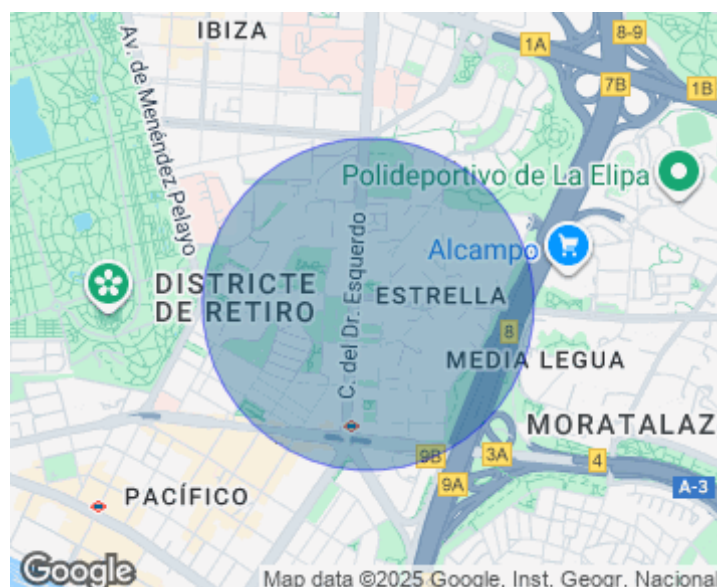 IBIZA
Av. de Menéndez Pelayo
1A
8-9
7B
1B
Polideportivo de La Elipa
Alcampo
DISTRICTE
DE RETIRO
C. del Dr. Esquerdo
ESTRELLA
8
MEDIA LEGUA
MORATALAZ
9B
3A
4
9A
A-3
PACÍFICO
Google
Map data ©2025 Google, Inst. Geogr. Nacional